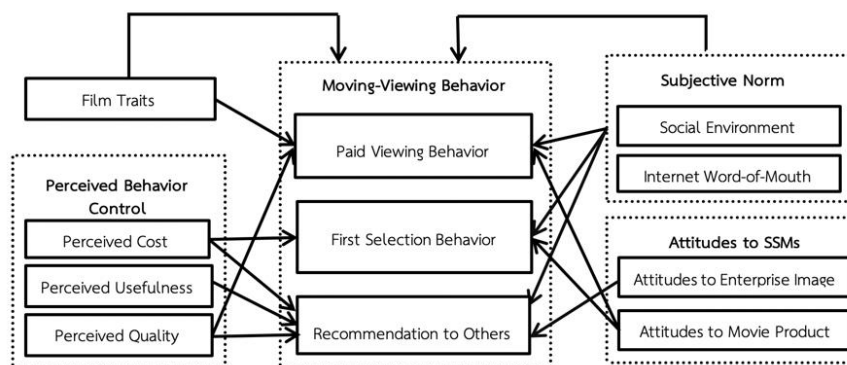 Film Traits
Perceived Behavior
Control
Perceived Cost
Perceived Usefulness
Perceived Quality
Moving-Viewing Behavior
Paid Viewing Behavior
First Selection Behavior
Recommendation to Others
Subjective Norm
Social Environment
Internet Word-of-Mouth
Attitudes to SSMs
Attitudes to Enterprise Image
Attitudes to Movie Product